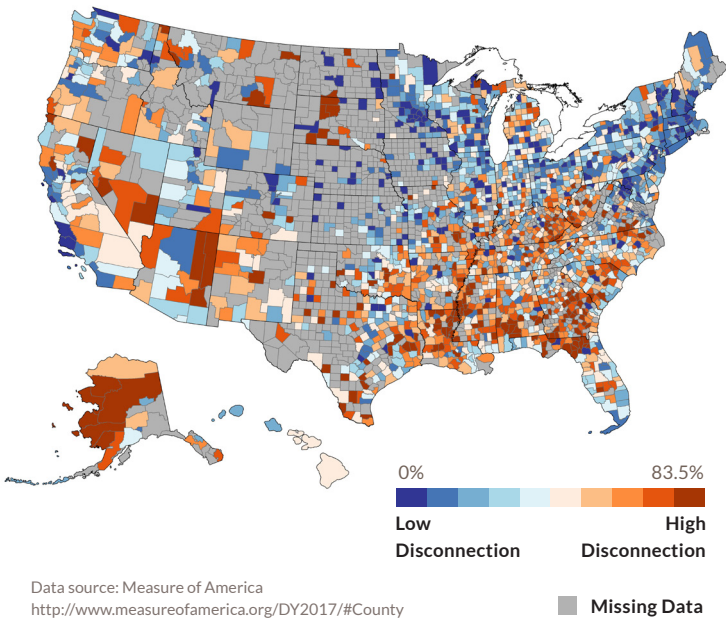 0% 83.5%
Low High
Disconnection Disconnection
Data source: Measure of America
http://www.measureofamerica.org/DY2017/#County
Missing Data